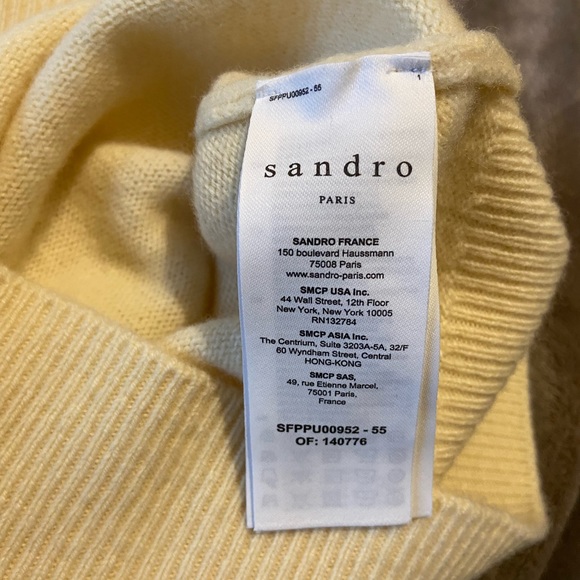 SFPPU00952 - 55
1
sandro
PARIS
SANDRO FRANCE
150 boulevard Haussmann
75008 Paris
www.sandro-paris.com
SMCP USA Inc.
44 Wall Street, 12th Floor
New York, New York 10005
RN132784
SMCP ASIA Inc.
The Centrium, Suite 3203A-5A, 32/F
60 Wyndham Street, Central
HONG-KONG
SMCP SAS,
49, rue Etienne Marcel,
75001 Paris,
France
SFPPU00952 - 55
OF: 140776